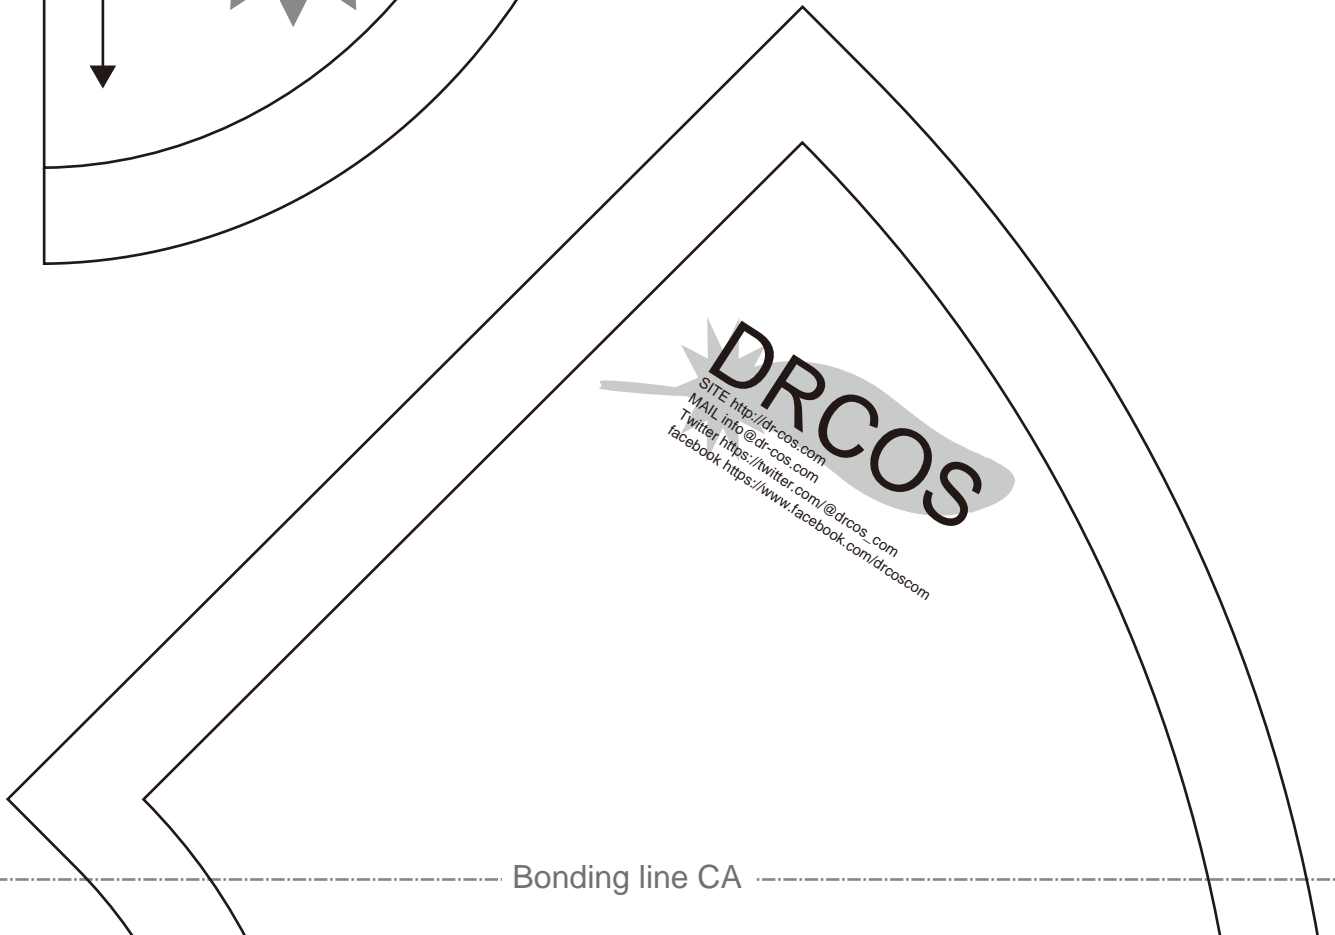 DRCOS
SITE http://dr-cos.com
MAIL info@dr-cos.com
Twitter https://twitter.com/@drcos_com
facebook https://www.facebook.com/drcoscom
Bonding line CA